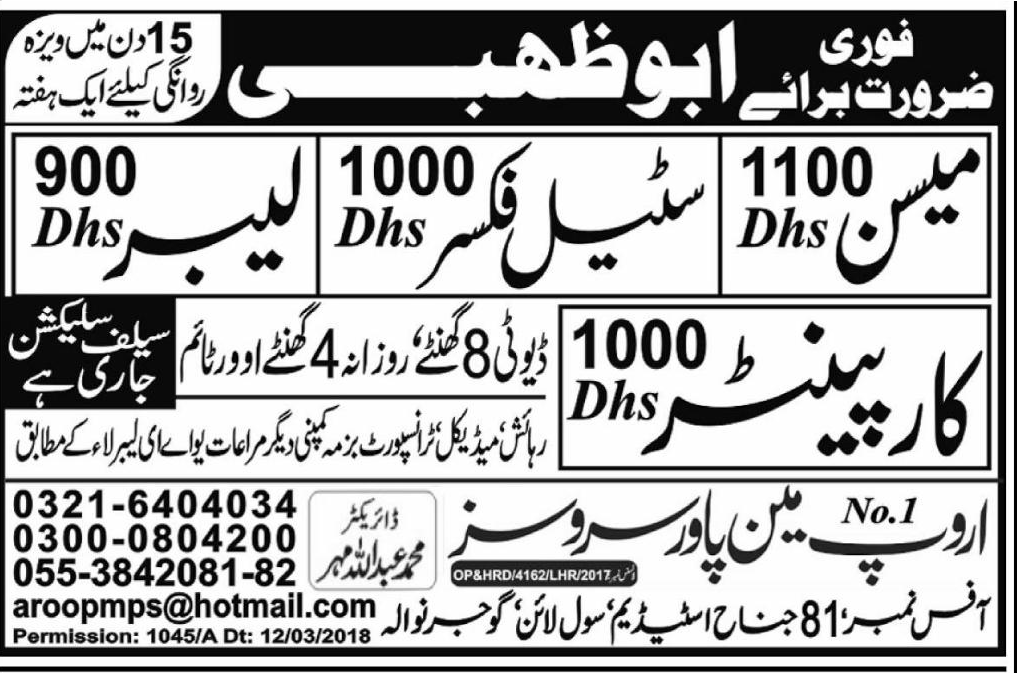 فوری
ضرورت برائے
ابوظہبی
15 دن میں ویزہ
روانگی کیلئے ایک ہفتہ
میسن 1100 Dhs
سٹیل فکسر 1000 Dhs
لیبر 900 Dhs
کارپینٹر 1000 Dhs
ڈیوٹی 8 گھنٹے، روزانہ 4 گھنٹے اوورٹائم
سیلف سلیکشن
جاری ہے
رہائش، میڈیکل، ٹرانسپورٹ بزمہ کمپنی دیگر مراعات یو اے ای لیبر لاء کے مطابق
اروپ مین پاور سروسز No.1
لائسنس نمبر OP&HRD/4162/LHR/2017
ڈائریکٹر
محمد عبداللہ مہر
0321-6404034
0300-0804200
055-3842081-82
آفس نمبر 81، جناح اسٹیڈیم، سول لائن، گوجرنوالہ
aroopmps@hotmail.com
Permission: 1045/A Dt: 12/03/2018